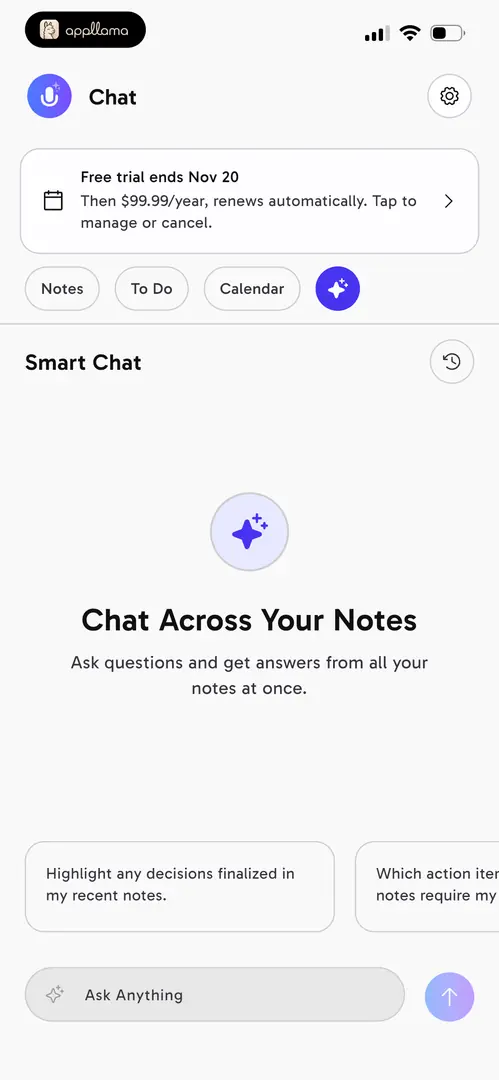 appllama
Chat
Free trial ends Nov 20
Then $99.99/year, renews automatically. Tap to
manage or cancel.
Notes
To Do
Calendar
Smart Chat
Chat Across Your Notes
Ask questions and get answers from all your
notes at once.
Highlight any decisions finalized in
my recent notes.
Which action
notes require my
Ask Anything